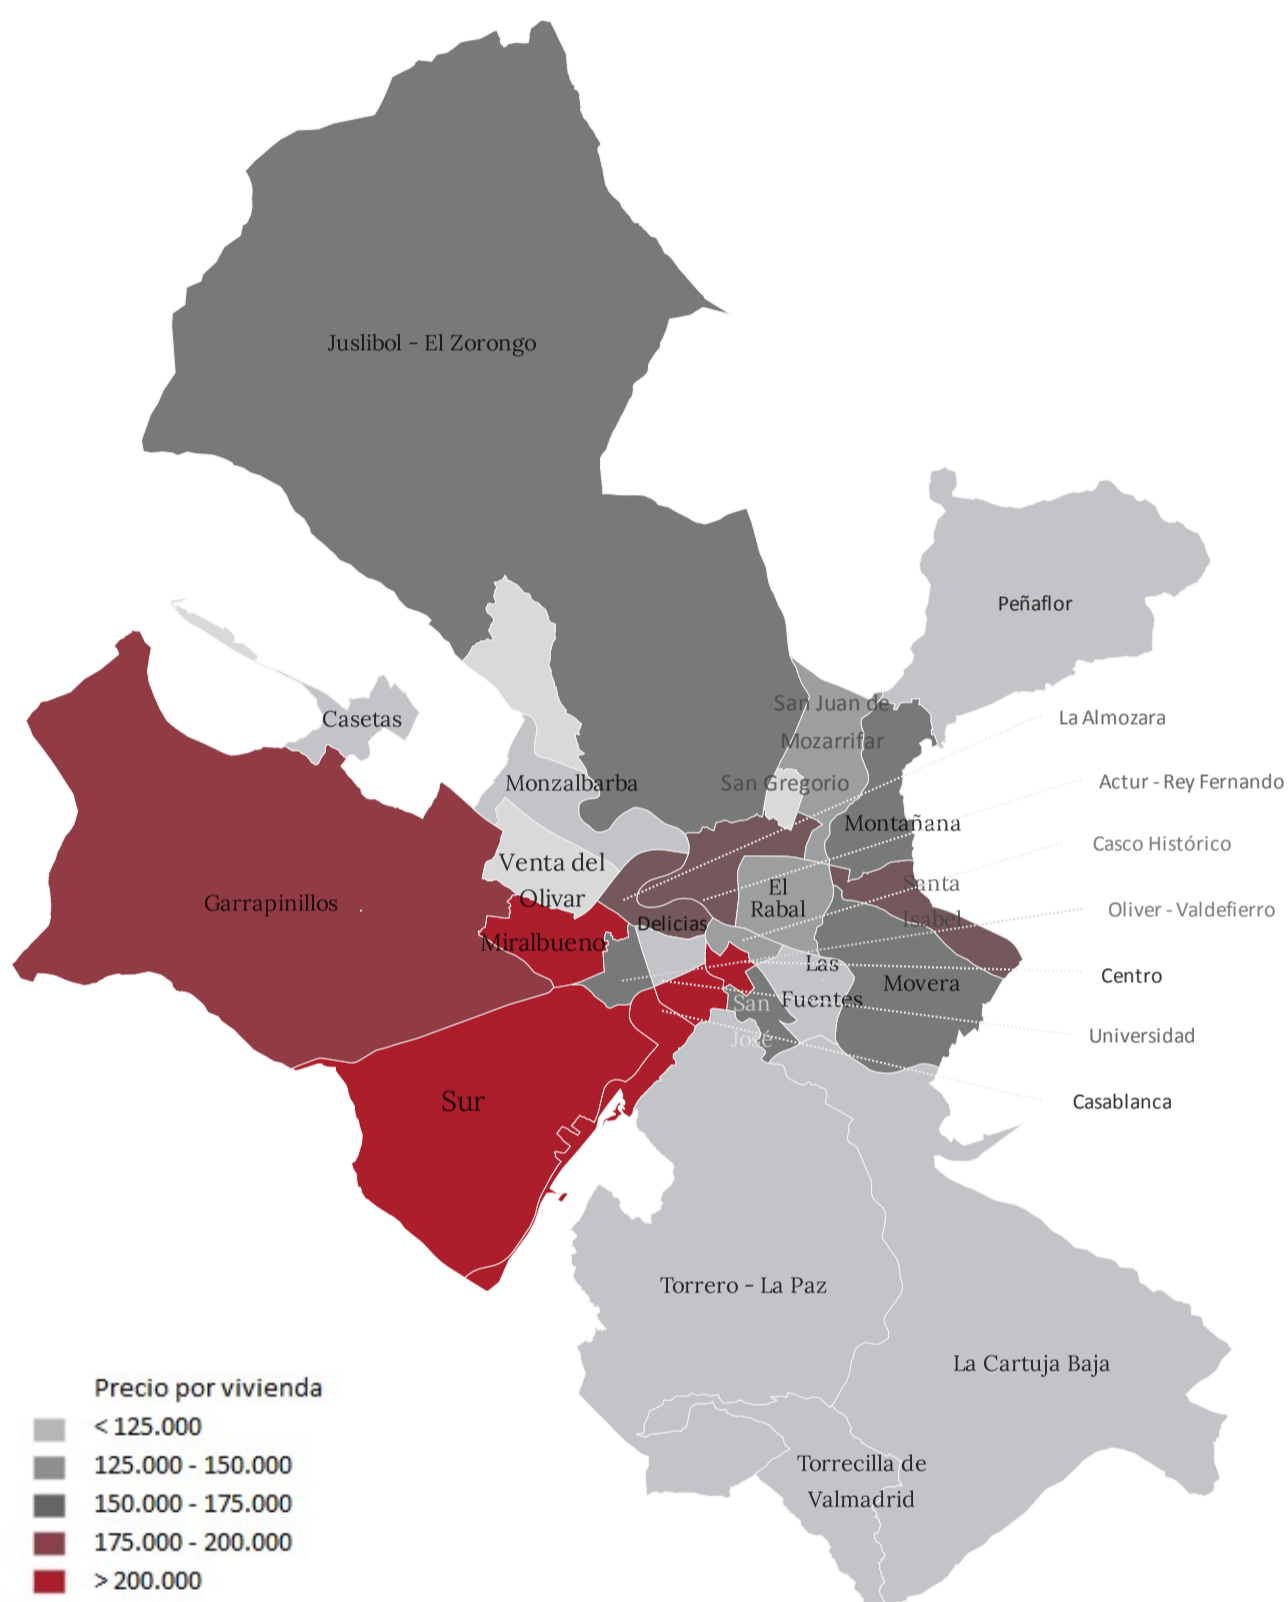 Juslibol - El Zorongo
Peñaflor
San Juan de
Mozarrifar
La Almozara
Casetas
San Gregorio
Monzalbarba
Actur - Rey Fernando
Montañana
Casco Histórico
Venta del
Olivar
El
Rabal
Santa
Isabel
Oliver - Valdefierro
Garrapinillos
Delicias
Miralbueno
Las
Fuentes
Movera
Centro
San
José
Universidad
Sur
Casablanca
Torrero - La Paz
La Cartuja Baja
Torrecilla de
Valmadrid
Precio por vivienda
< 125.000
125.000 - 150.000
150.000 - 175.000
175.000 - 200.000
> 200.000